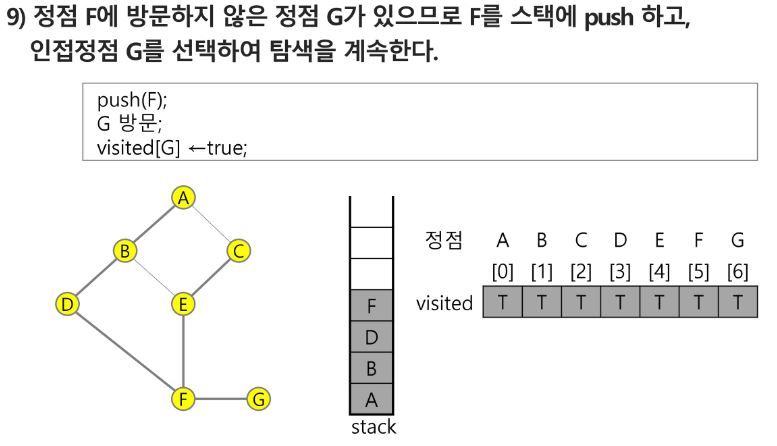 9) 정점 F에 방문하지 않은 정점 G가 있으므로 F를 스택에 push 하고,
인접정점 G를 선택하여 탐색을 계속한다.
push(F);
G 방문;
visited[G] ←true;
A
B
C
D
E
F
G
F
D
B
A
stack
정점 A B C D E F G
[0] [1] [2] [3] [4] [5] [6]
visited T T T T T T T